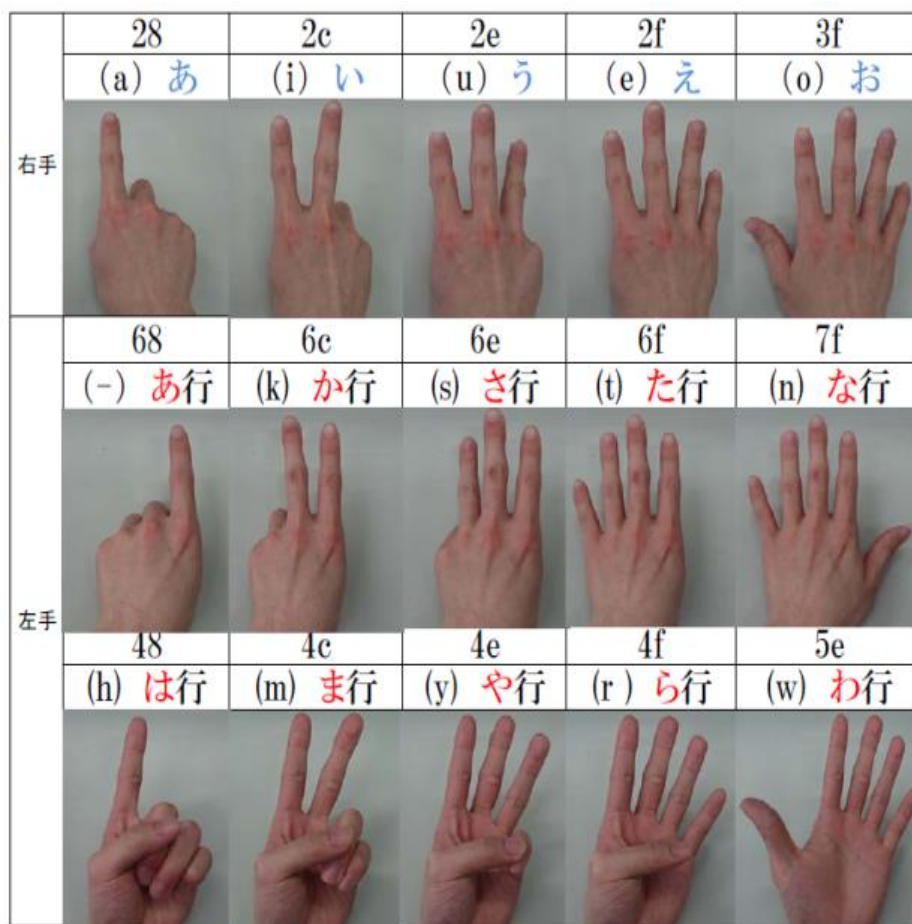 28 2c 2e 2f 3f
(a) あ (i) い (u) う (e) え (o) お
右手
68 6c 6e 6f 7f
(-) あ行 (k) か行 (s) さ行 (t) た行 (n) な行
左手
48 4c 4e 4f 5e
(h) は行 (m) ま行 (y) や行 (r ) ら行 (w) わ行